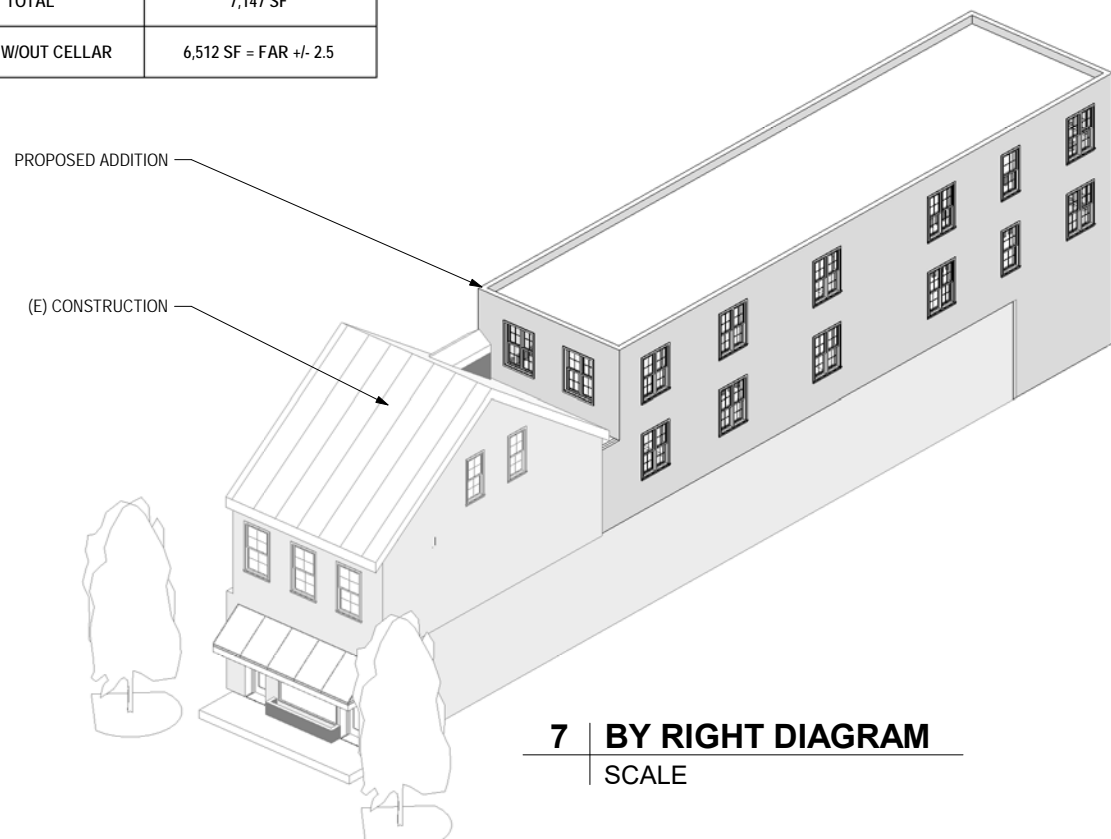 TOTAL 7,147 SF
W/OUT CELLAR 6,512 SF = FAR +/- 2.5
PROPOSED ADDITION
(E) CONSTRUCTION
7 BY RIGHT DIAGRAM
SCALE